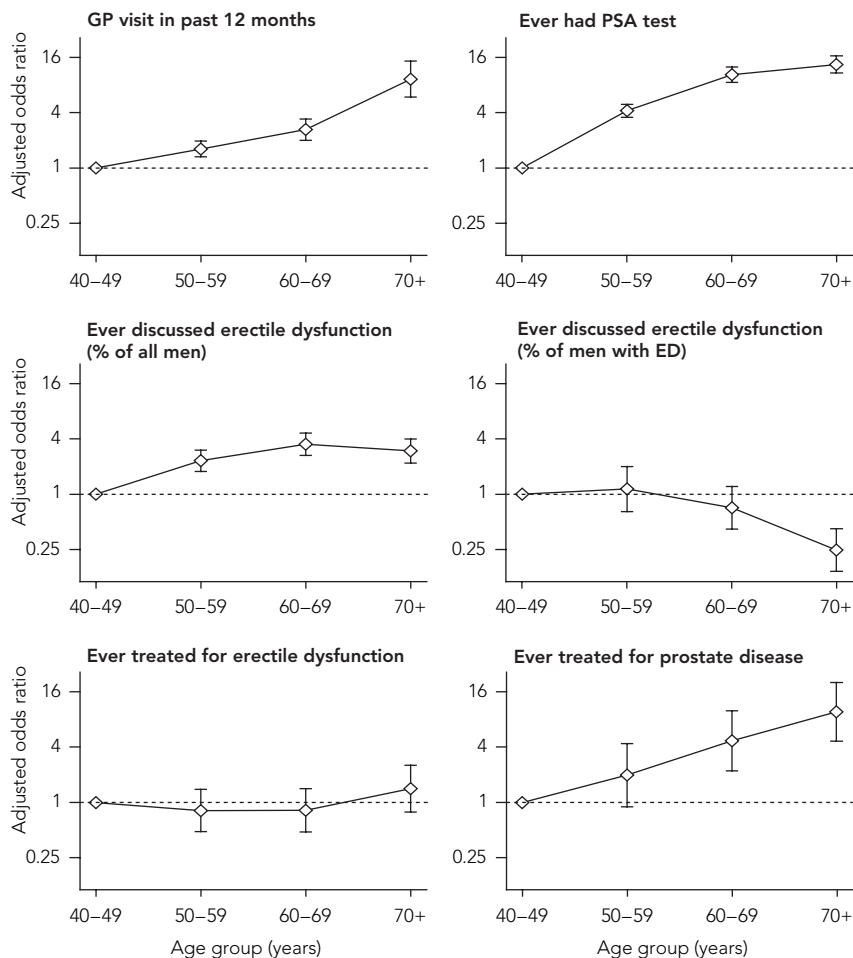 GP visit in past 12 months
Adjusted odds ratio
16
4
1
0.25
40–49 50–59 60–69 70+
Ever had PSA test
16
4
1
0.25
40–49 50–59 60–69 70+
Ever discussed erectile dysfunction
(% of all men)
Adjusted odds ratio
16
4
1
0.25
40–49 50–59 60–69 70+
Ever discussed erectile dysfunction
(% of men with ED)
16
4
1
0.25
40–49 50–59 60–69 70+
Ever treated for erectile dysfunction
Adjusted odds ratio
16
4
1
0.25
40–49 50–59 60–69 70+
Age group (years)
Ever treated for prostate disease
16
4
1
0.25
40–49 50–59 60–69 70+
Age group (years)